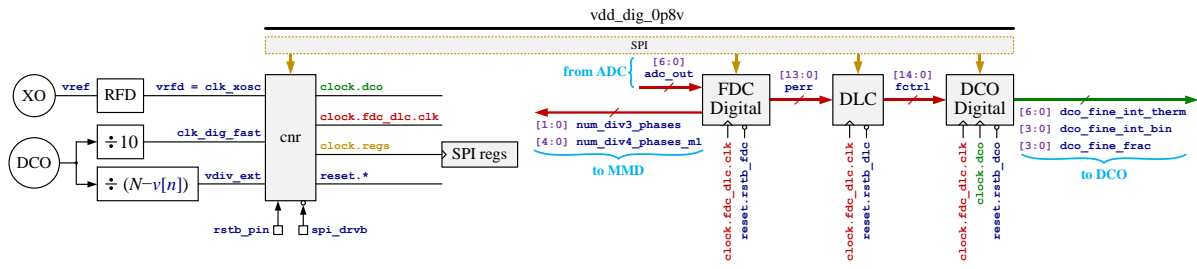 vdd_dig_0p8v
SPI
XO
vref
RFD
vrfd = clk_xosc
DCO
÷10
clk_dig_fast
÷ (N−v[n])
vdiv_ext
cnr
clock.dco
clock.fdc_dlc.clk
clock.regs
SPI regs
reset.*
rstb_pin
spi_drvb
from ADC
[6:0]
adc_out
FDC
Digital
[13:0]
perr
DLC
[14:0]
fctrl
DCO
Digital
[1:0] num_div3_phases
[4:0] num_div4_phases_m1
to MMD
clock.fdc_dlc.clk
reset.rstb_fdc
clock.fdc_dlc.clk
reset.rstb_dlc
clock.fdc_dlc.clk
clock.dco
reset.rstb_dco
[6:0] dco_fine_int_therm
[3:0] dco_fine_int_bin
[3:0] dco_fine_frac
to DCO